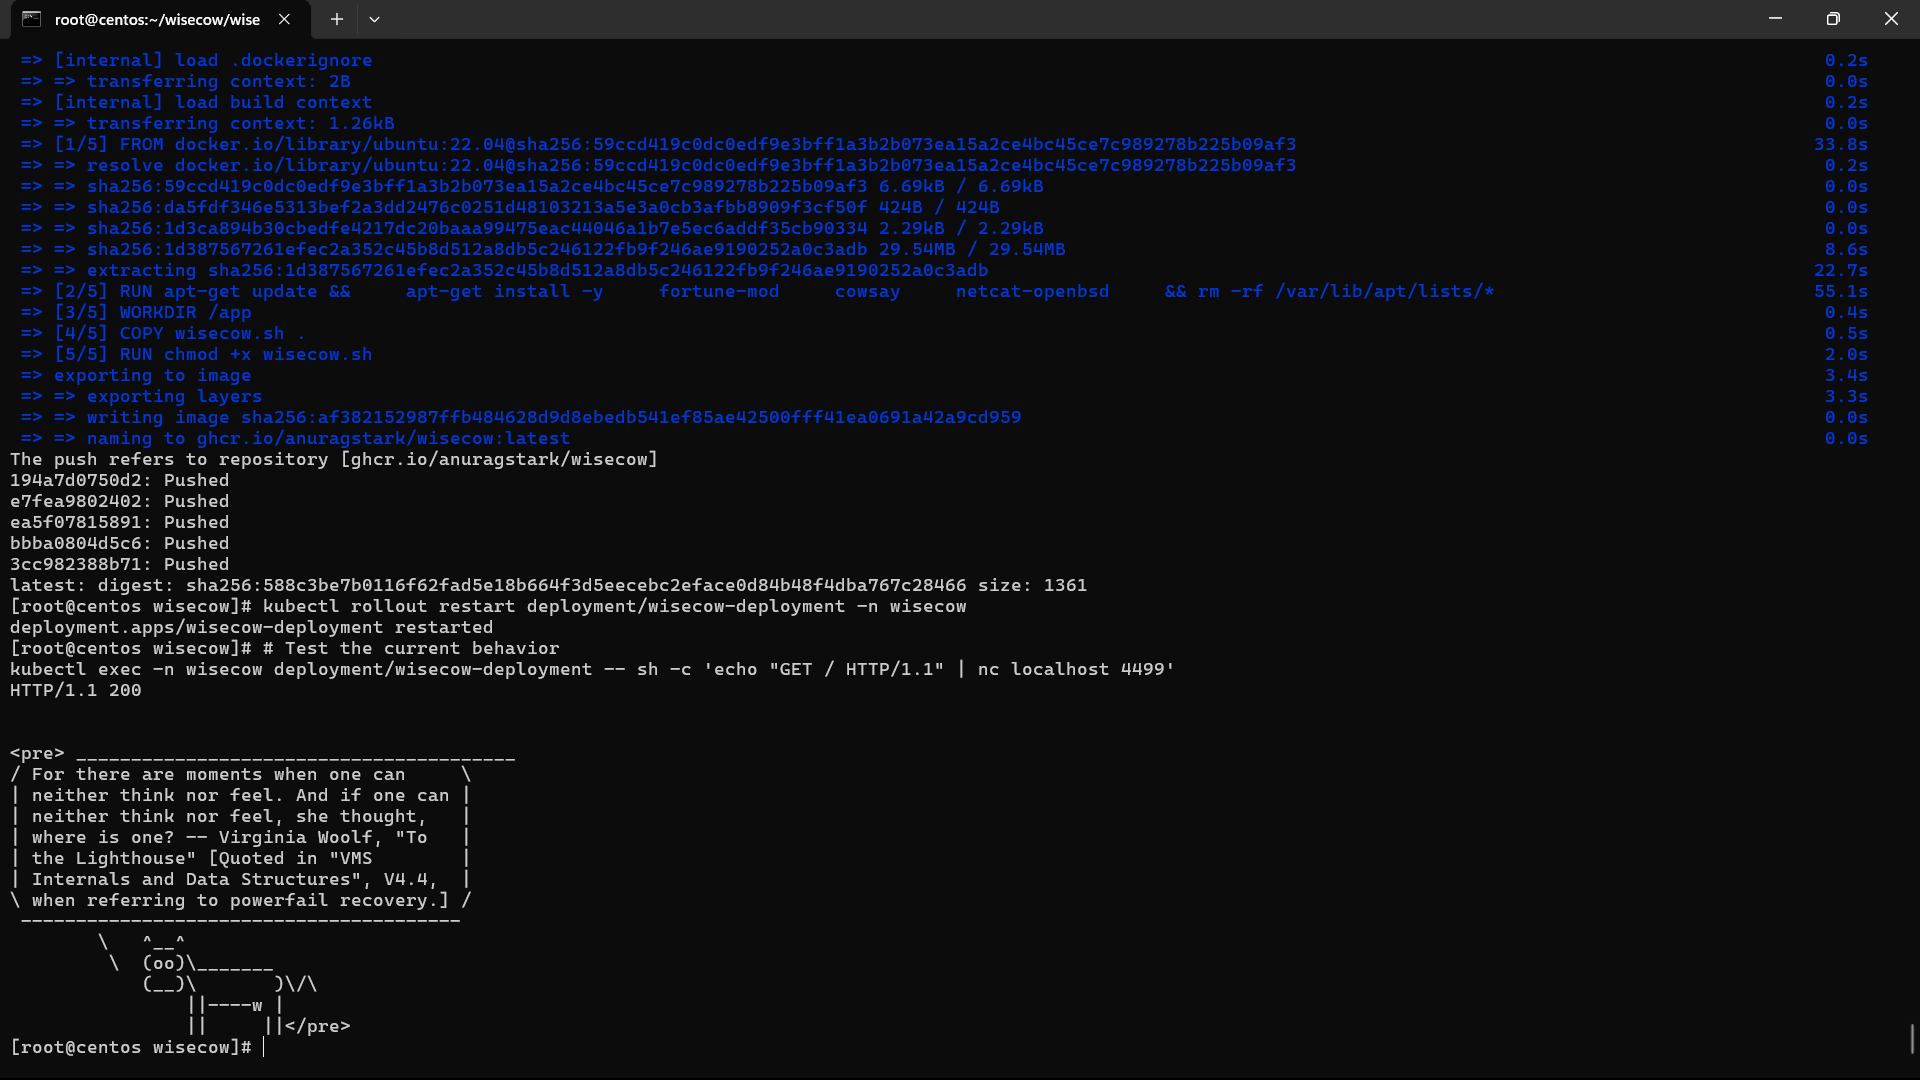 root@centos:~/wisecow/wise
=> [internal] load .dockerignore 0.2s
=> => transferring context: 2B 0.0s
=> [internal] load build context 0.2s
=> => transferring context: 1.26kB 0.0s
=> [1/5] FROM docker.io/library/ubuntu:22.04@sha256:59ccd419c0dc0edf9e3bff1a3b2b073ea15a2ce4bc45ce7c989278b225b09af3 33.8s
=> => resolve docker.io/library/ubuntu:22.04@sha256:59ccd419c0dc0edf9e3bff1a3b2b073ea15a2ce4bc45ce7c989278b225b09af3 0.2s
=> => sha256:59ccd419c0dc0edf9e3bff1a3b2b073ea15a2ce4bc45ce7c989278b225b09af3 6.69kB / 6.69kB 0.0s
=> => sha256:da5fdf346e5313bef2a3dd2476c0251d48103213a5e3a0cb3afbb8909f3cf50f 424B / 424B 0.0s
=> => sha256:1d3ca894b30cbedfe4217dc20baaa99475eac44046a1b7e5ec6addf35cb90334 2.29kB / 2.29kB 0.0s
=> => sha256:1d387567261efec2a352c45b8d512a8db5c246122fb9f246ae9190252a0c3adb 29.54MB / 29.54MB 8.6s
=> => extracting sha256:1d387567261efec2a352c45b8d512a8db5c246122fb9f246ae9190252a0c3adb 22.7s
=> [2/5] RUN apt-get update &&     apt-get install -y     fortune-mod     cowsay     netcat-openbsd     && rm -rf /var/lib/apt/lists/* 55.1s
=> [3/5] WORKDIR /app 0.4s
=> [4/5] COPY wisecow.sh . 0.5s
=> [5/5] RUN chmod +x wisecow.sh 2.0s
=> exporting to image 3.4s
=> => exporting layers 3.3s
=> => writing image sha256:af382152987ffb484628d9d8ebedb541ef85ae42500fff41ea0691a42a9cd959 0.0s
=> => naming to ghcr.io/anuragstark/wisecow:latest 0.0s
The push refers to repository [ghcr.io/anuragstark/wisecow]
194a7d0750d2: Pushed
e7fea9802402: Pushed
ea5f07815891: Pushed
bbba0804d5c6: Pushed
3cc982388b71: Pushed
latest: digest: sha256:588c3be7b0116f62fad5e18b664f3d5eecebc2eface0d84b48f4dba767c28466 size: 1361
[root@centos wisecow]# kubectl rollout restart deployment/wisecow-deployment -n wisecow
deployment.apps/wisecow-deployment restarted
[root@centos wisecow]# # Test the current behavior
kubectl exec -n wisecow deployment/wisecow-deployment -- sh -c 'echo "GET / HTTP/1.1" | nc localhost 4499'
HTTP/1.1 200
<pre> ________________________________________
/ For there are moments when one can     \
| neither think nor feel. And if one can |
| neither think nor feel, she thought,   |
| where is one? -- Virginia Woolf, "To   |
| the Lighthouse" [Quoted in "VMS        |
| Internals and Data Structures", V4.4,  |
\ when referring to powerfail recovery.] /
 ----------------------------------------
        \   ^__^
         \  (oo)\_______
            (__)\       )\/\
                ||----w |
                ||     ||</pre>
[root@centos wisecow]#